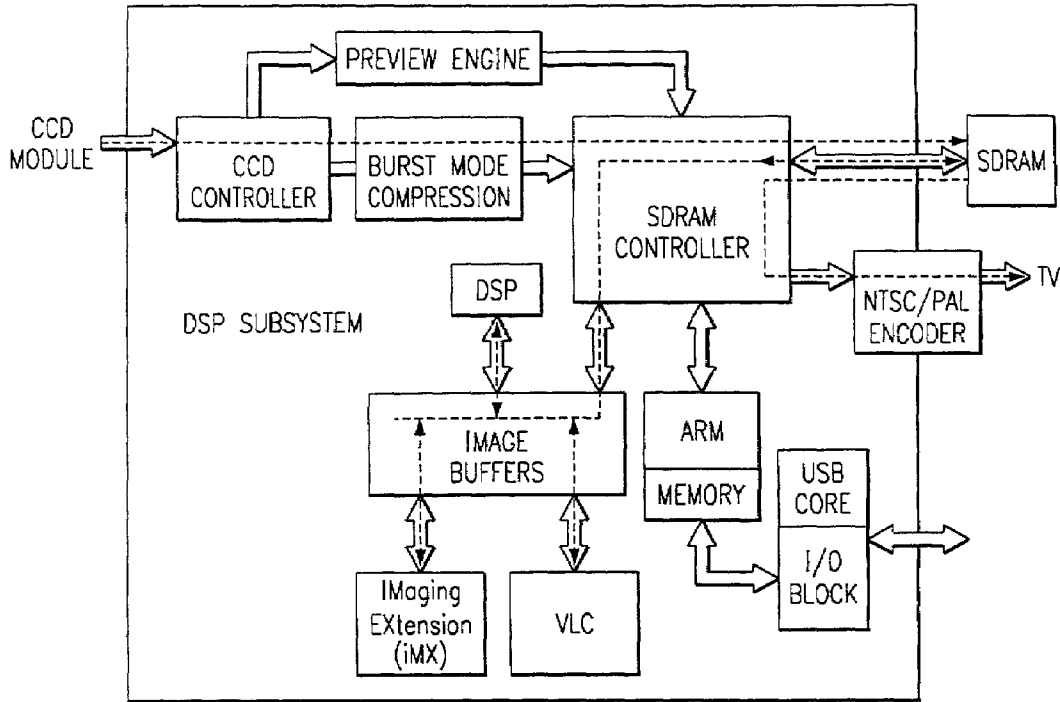 PREVIEW ENGINE
CCD
MODULE
CCD
CONTROLLER
BURST MODE
COMPRESSION
SDRAM
CONTROLLER
SDRAM
DSP
DSP SUBSYSTEM
NTSC/PAL
ENCODER
TV
IMAGE
BUFFERS
ARM
MEMORY
USB
CORE
I/O
BLOCK
IMaging
EXtension
(iMX)
VLC